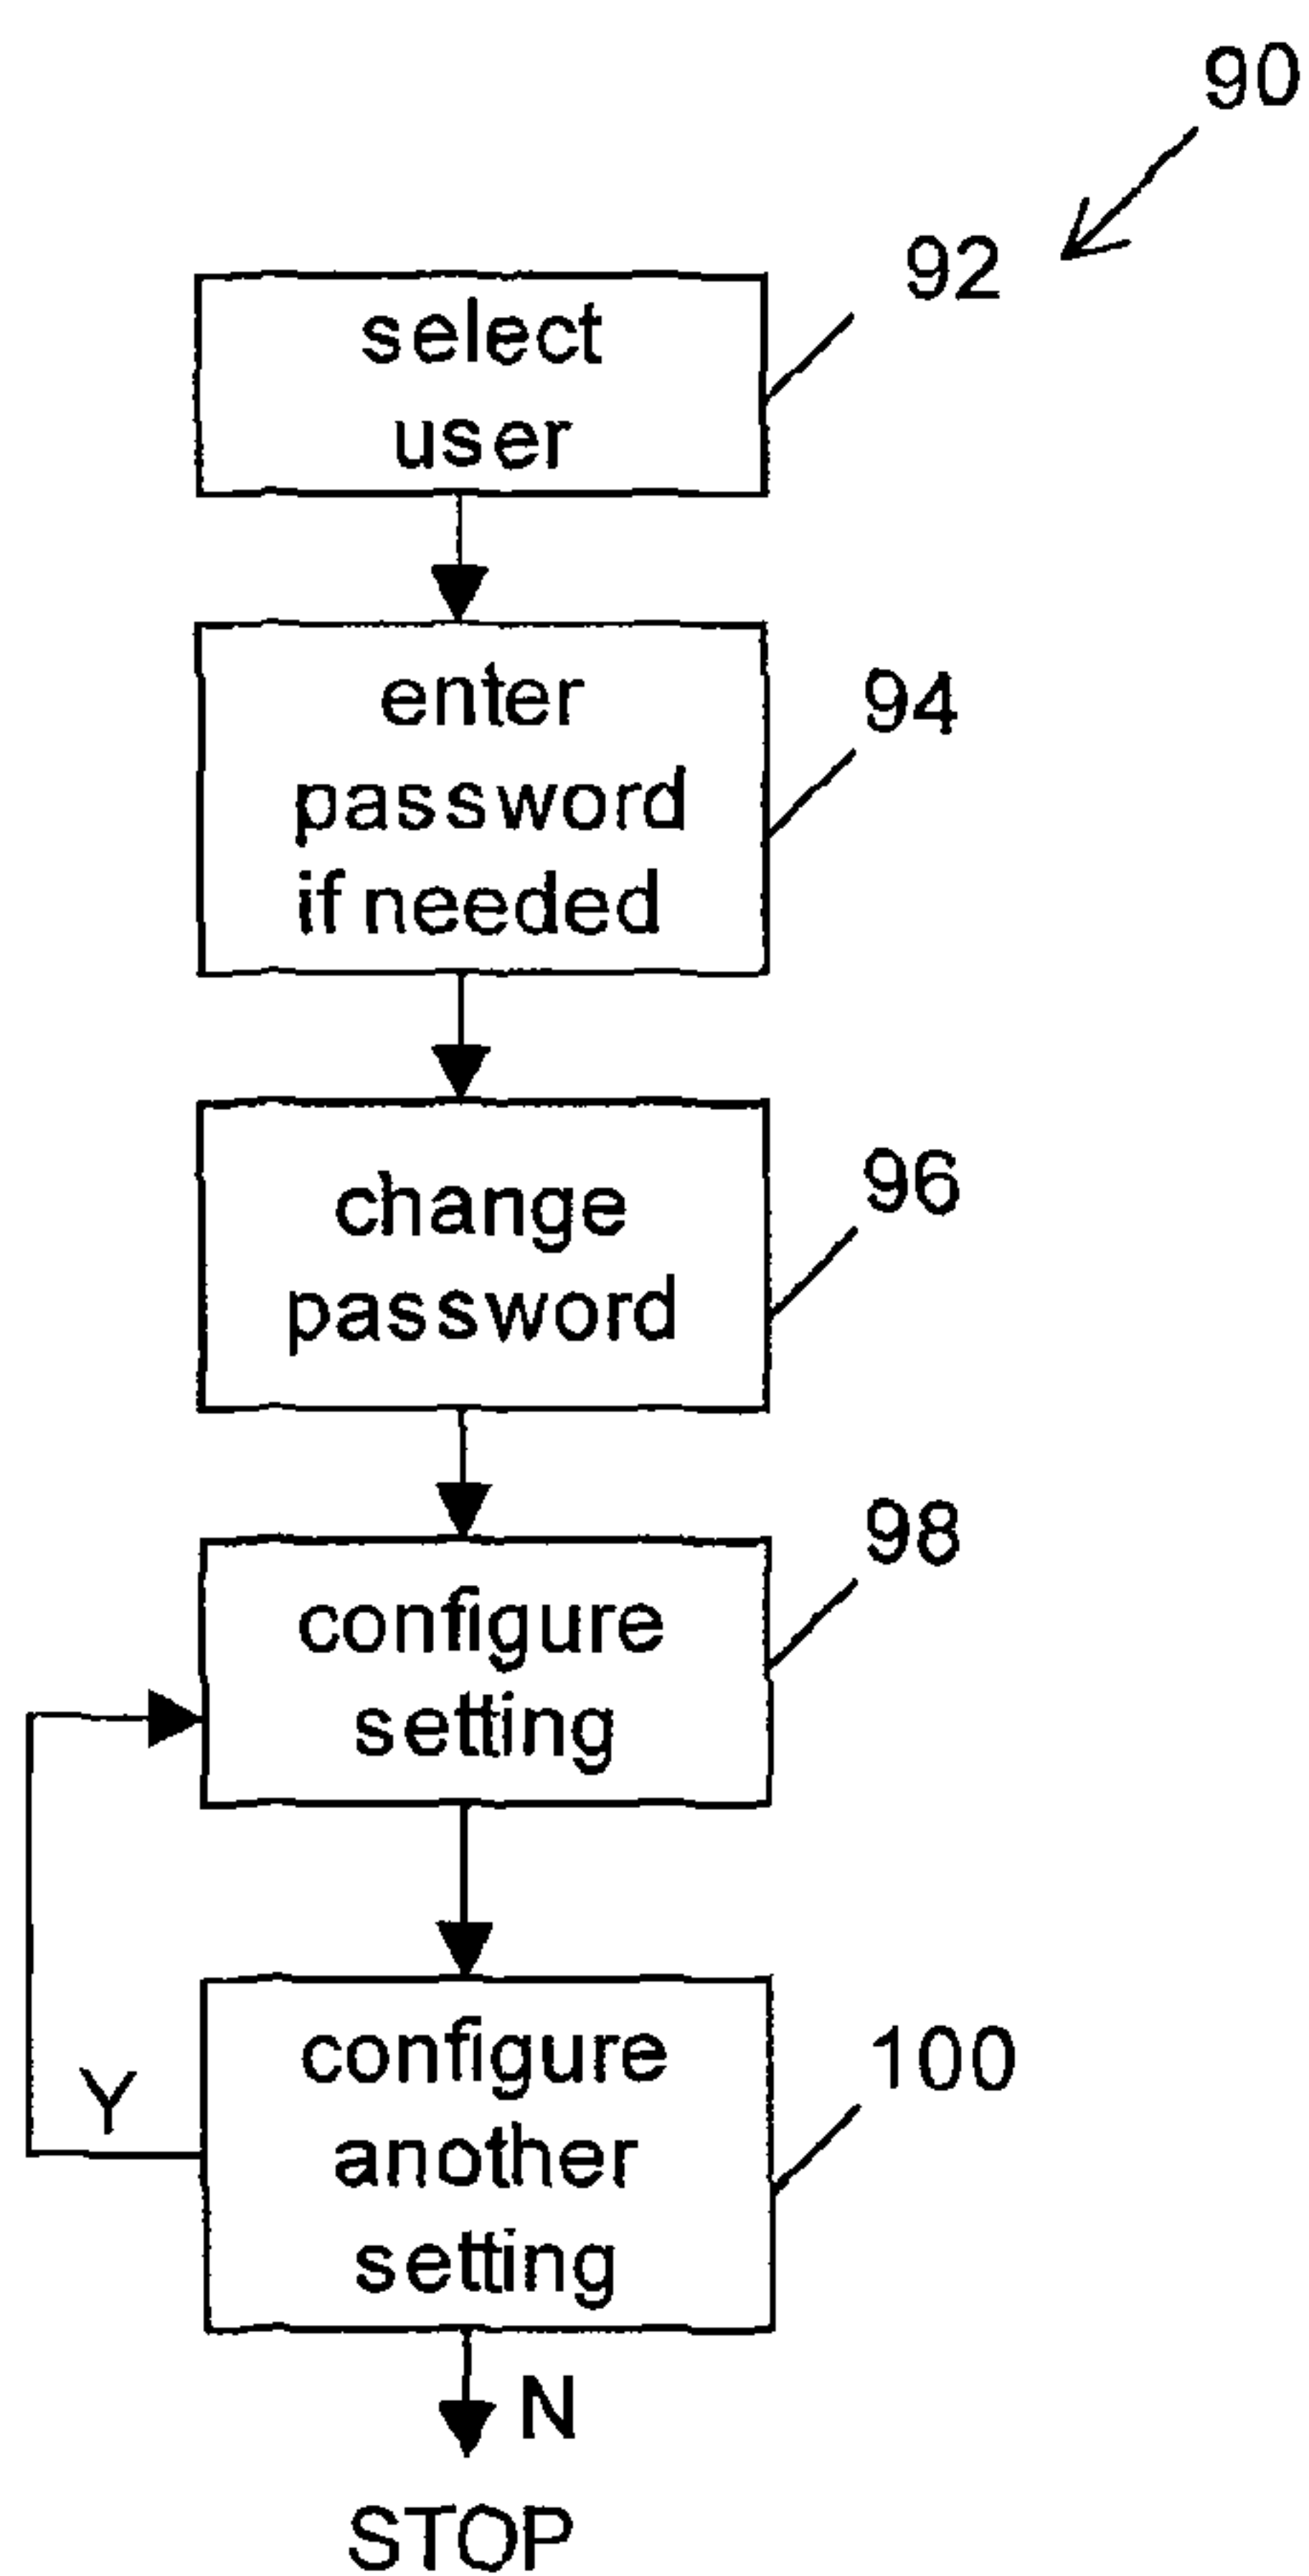 90
92
select
user
94
enter
password
if needed
96
change
password
98
configure
setting
100
configure
another
setting
Y
N
STOP